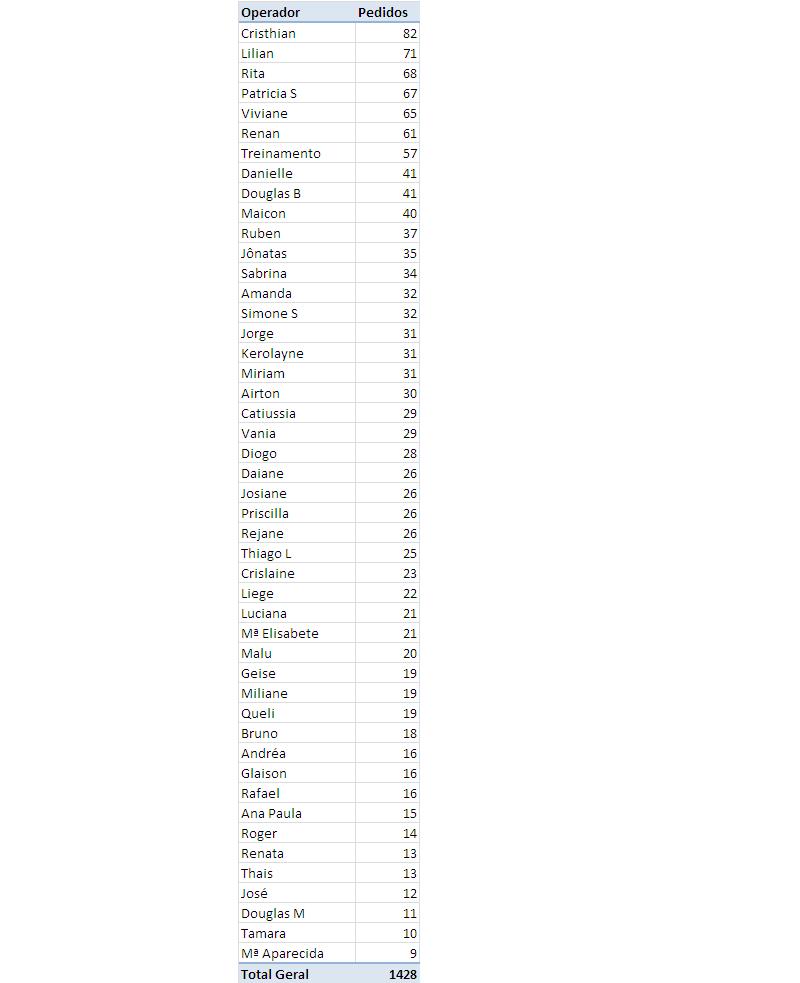 Operador Pedidos
Cristhian 82
Lilian 71
Rita 68
Patricia S 67
Viviane 65
Renan 61
Treinamento 57
Danielle 41
Douglas B 41
Maicon 40
Ruben 37
Jônatas 35
Sabrina 34
Amanda 32
Simone S 32
Jorge 31
Kerolayne 31
Miriam 31
Airton 30
Catiussia 29
Vania 29
Diogo 28
Daiane 26
Josiane 26
Priscilla 26
Rejane 26
Thiago L 25
Crislaine 23
Liege 22
Luciana 21
Mª Elisabete 21
Malu 20
Geise 19
Miliane 19
Queli 19
Bruno 18
Andréa 16
Glaison 16
Rafael 16
Ana Paula 15
Roger 14
Renata 13
Thais 13
José 12
Douglas M 11
Tamara 10
Mª Aparecida 9
Total Geral 1428